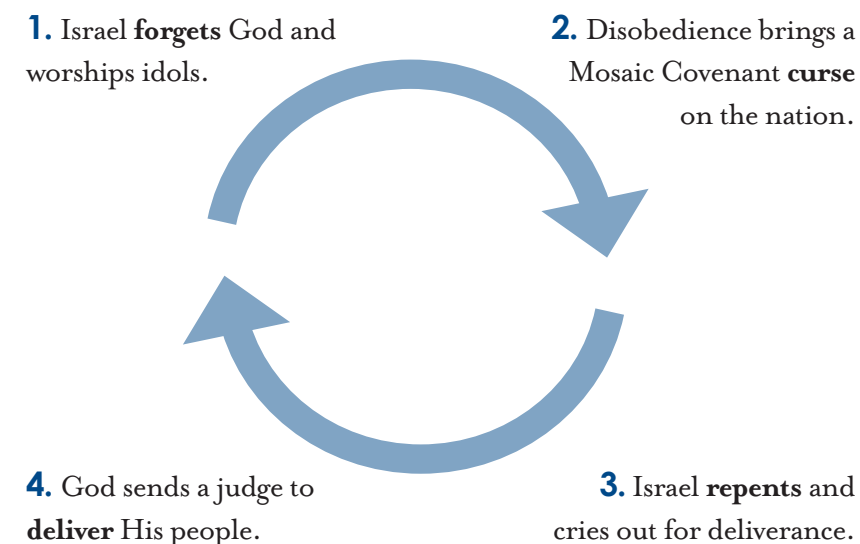 1. Israel forgets God and
worships idols.
2. Disobedience brings a
Mosaic Covenant curse
on the nation.
3. Israel repents and
cries out for deliverance.
4. God sends a judge to
deliver His people.